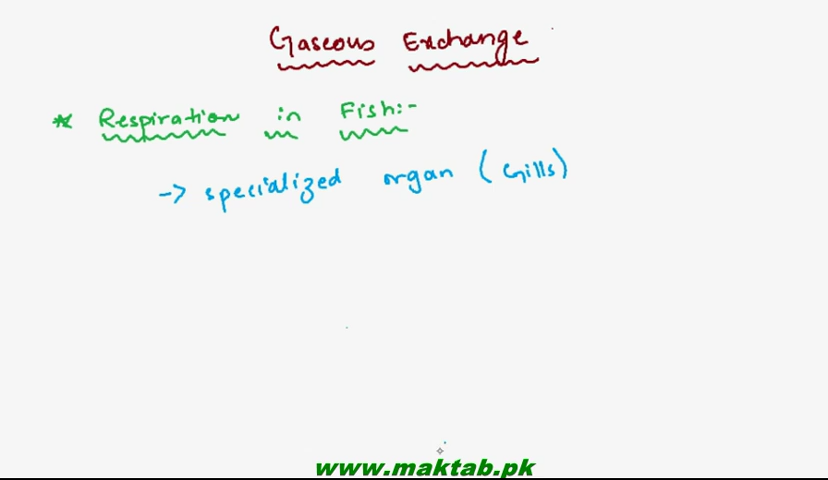 Gaseous Exchange
* Respiration in Fish:-
-> specialized organ (Gills)
www.maktab.pk